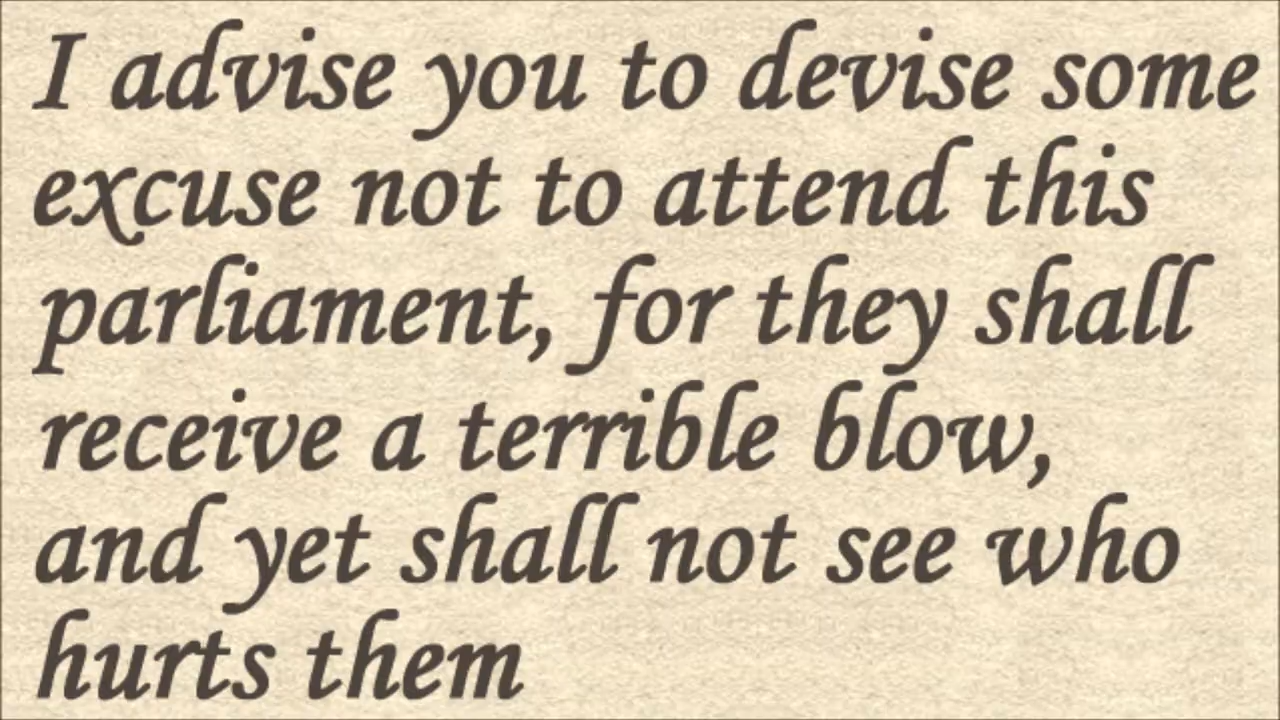 I advise you to devise some
excuse not to attend this
parliament, for they shall
receive a terrible blow,
and yet shall not see who
hurts them